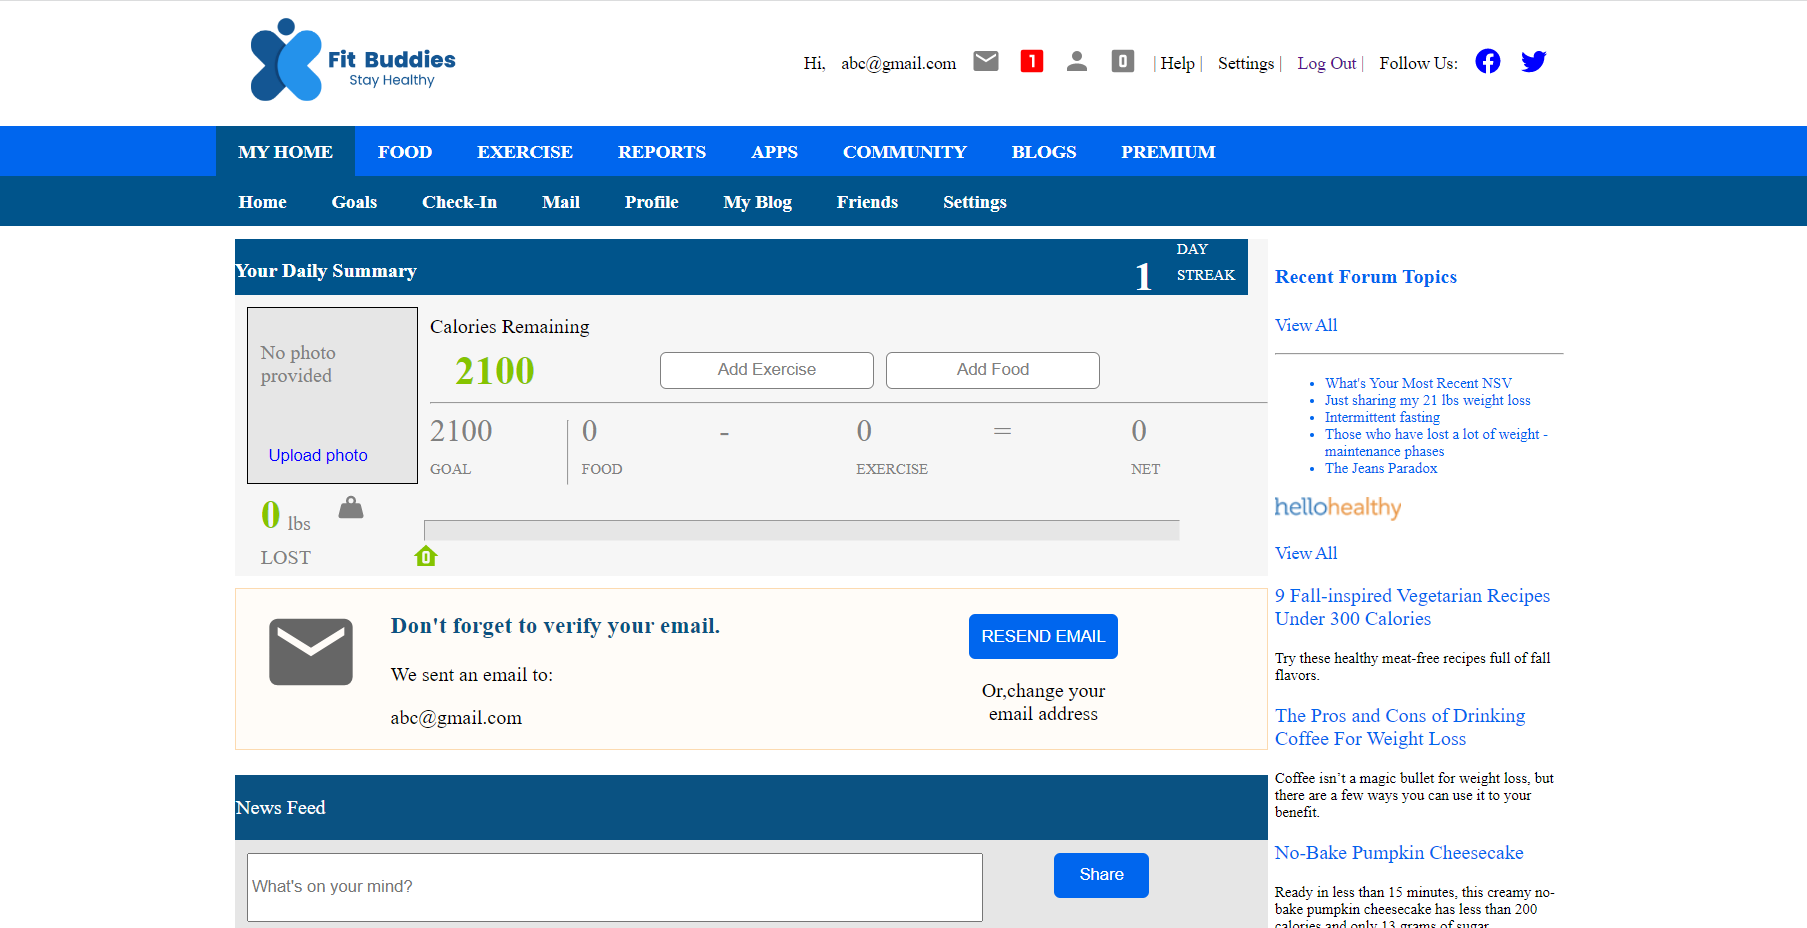 Fit Buddies
Stay Healthy
Hi, abc@gmail.com 1 0 | Help | Settings | Log Out | Follow Us:
MY HOME FOOD EXERCISE REPORTS APPS COMMUNITY BLOGS PREMIUM
Home Goals Check-In Mail Profile My Blog Friends Settings
Your Daily Summary
1
DAY
STREAK
No photo
provided
Upload photo
Calories Remaining
2100
Add Exercise
Add Food
2100 0 - 0 = 0
GOAL FOOD EXERCISE NET
0 lbs
LOST
0
Don't forget to verify your email.
We sent an email to:
abc@gmail.com
RESEND EMAIL
Or,change your
email address
News Feed
What's on your mind?
Share
Recent Forum Topics
View All
What's Your Most Recent NSV
Just sharing my 21 lbs weight loss
Intermittent fasting
Those who have lost a lot of weight -
maintenance phases
The Jeans Paradox
hellohealthy
View All
9 Fall-inspired Vegetarian Recipes
Under 300 Calories
Try these healthy meat-free recipes full of fall
flavors.
The Pros and Cons of Drinking
Coffee For Weight Loss
Coffee isn’t a magic bullet for weight loss, but
there are a few ways you can use it to your
benefit.
No-Bake Pumpkin Cheesecake
Ready in less than 15 minutes, this creamy no-
bake pumpkin cheesecake has less than 200
calories and only 13 grams of sugar.